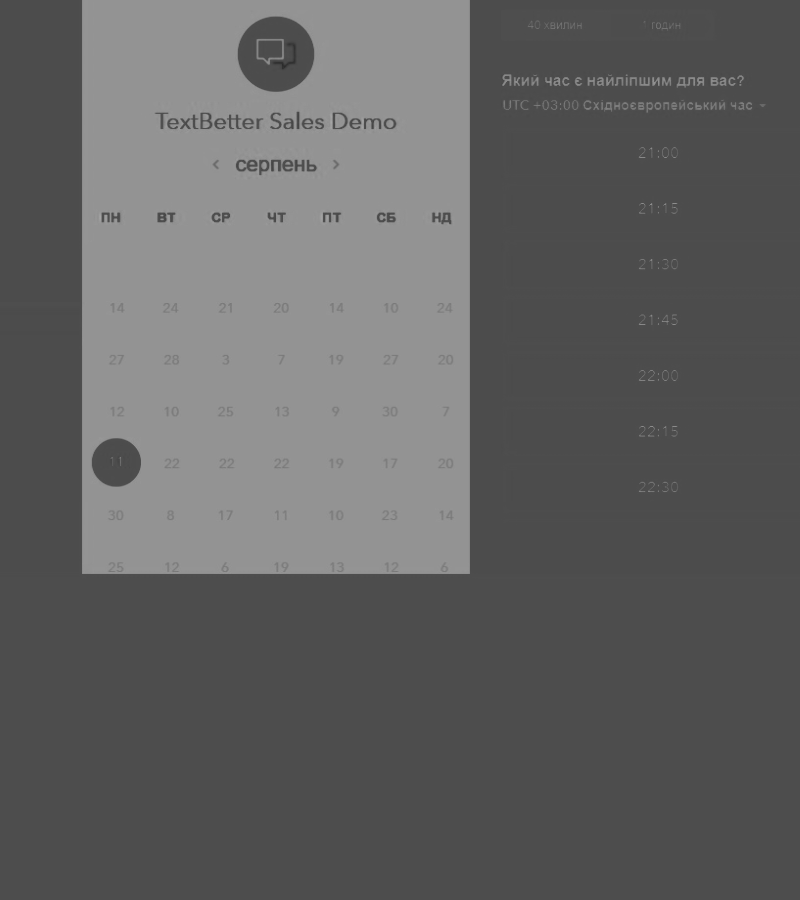 TextBetter Sales Demo
серпень
ПН ВТ СР ЧТ ПТ СБ НД
14 24 21 20 14 10 24
27 28 3 7 19 27 20
12 10 25 13 9 30 7
11 22 22 22 19 17 20
30 8 17 11 10 23 14
25 12 6 19 13 12 6
40 хвилин 1 годин
Який час є найліпшим для вас?
UTC +03:00 Східноєвропейський час
21:00
21:15
21:30
21:45
22:00
22:15
22:30